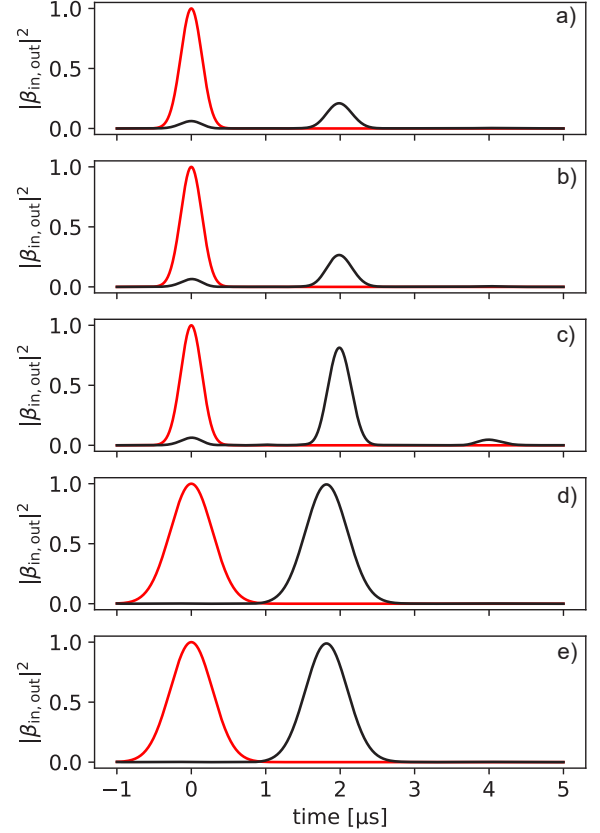 a)
1.0
0.5
0.0
|β_in, out|^2
b)
1.0
0.5
0.0
|β_in, out|^2
c)
1.0
0.5
0.0
|β_in, out|^2
d)
1.0
0.5
0.0
|β_in, out|^2
e)
1.0
0.5
0.0
|β_in, out|^2
−1 0 1 2 3 4 5
time [μs]